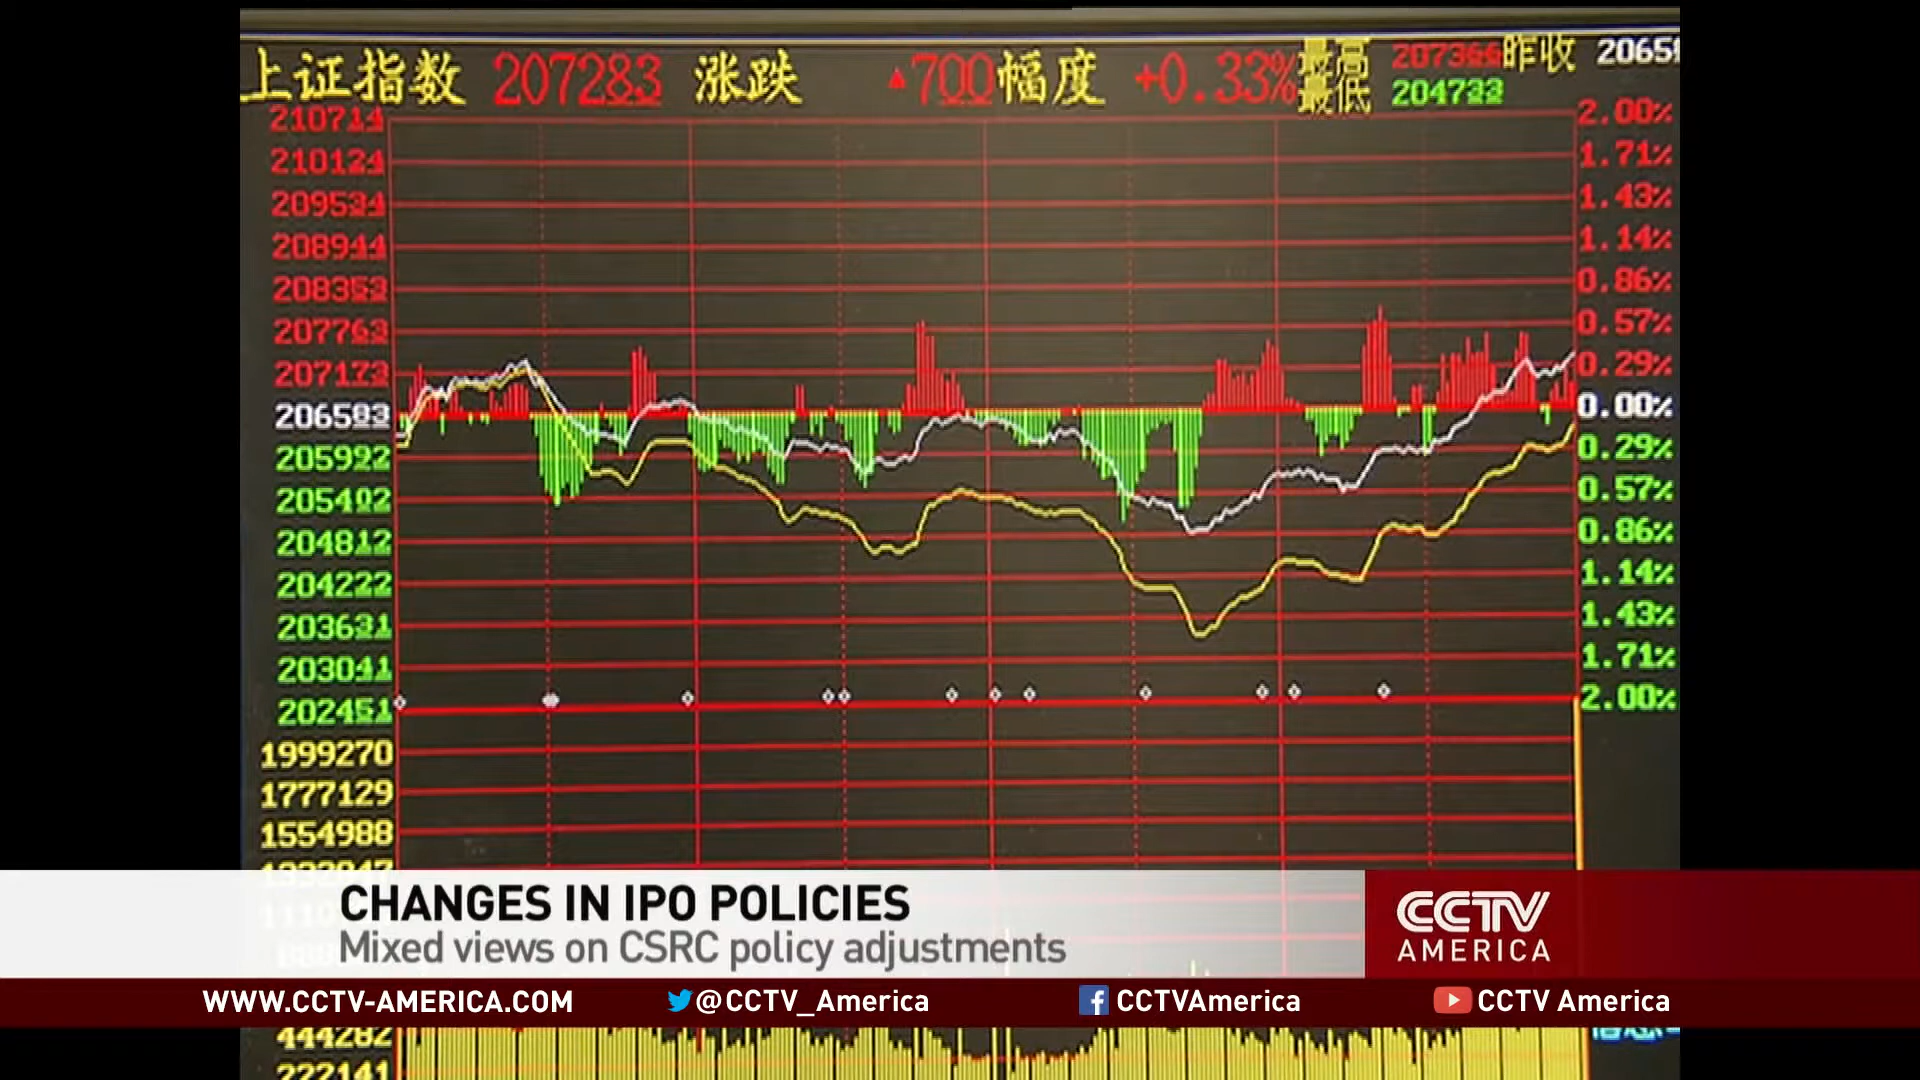 上证指数 207283 涨跌 ▲700 幅度 +0.33% 最高 207366 昨收
最低 204733
210714 2.00%
210124 1.71%
209534 1.43%
208944 1.14%
208353 0.86%
207763 0.57%
207173 0.29%
206583 0.00%
205992 0.29%
205402 0.57%
204812 0.86%
204222 1.14%
203631 1.43%
203041 1.71%
202451 2.00%
1999270
1777129
1554988
CHANGES IN IPO POLICIES
Mixed views on CSRC policy adjustments
CCTV
AMERICA
WWW.CCTV-AMERICA.COM @CCTV_America CCTVAmerica CCTV America
444282
222141